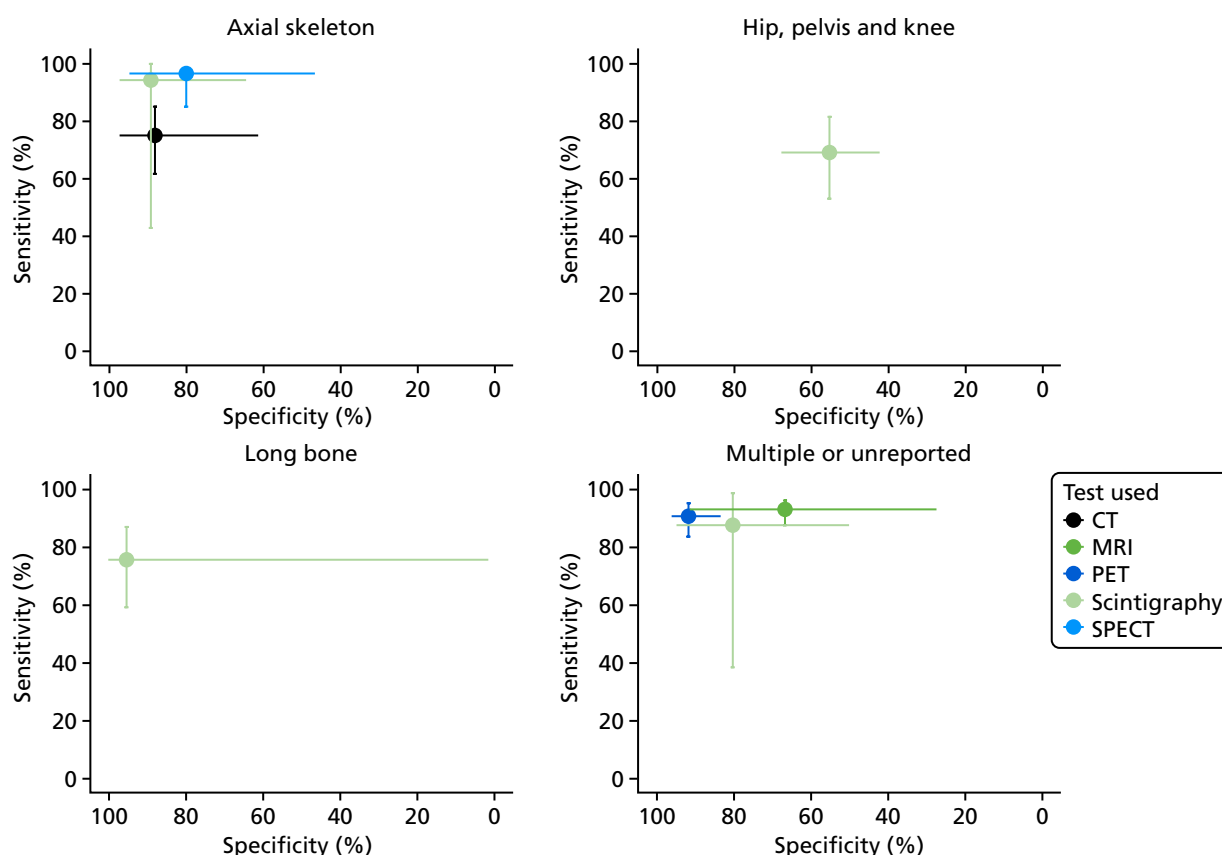 Axial skeleton
Sensitivity (%)
100
80
60
40
20
0
100 80 60 40 20 0
Specificity (%)
Hip, pelvis and knee
Sensitivity (%)
100
80
60
40
20
0
100 80 60 40 20 0
Specificity (%)
Long bone
Sensitivity (%)
100
80
60
40
20
0
100 80 60 40 20 0
Specificity (%)
Multiple or unreported
Sensitivity (%)
100
80
60
40
20
0
100 80 60 40 20 0
Specificity (%)
Test used
CT
MRI
PET
Scintigraphy
SPECT